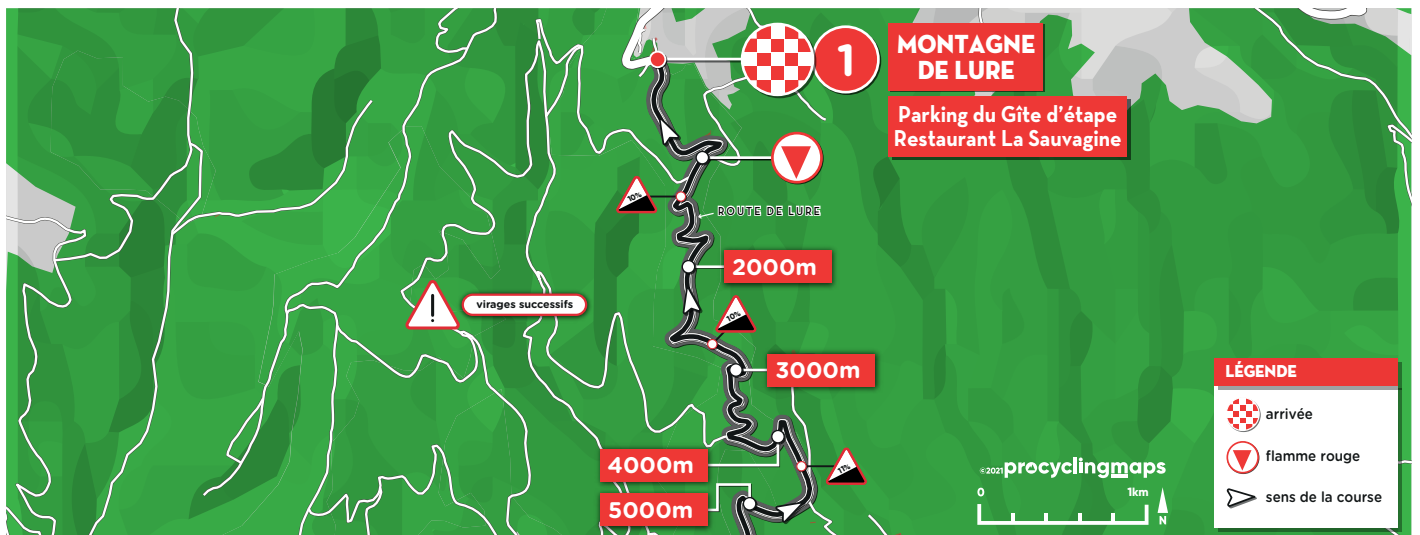 1
MONTAGNE
DE LURE
Parking du Gîte d'étape
Restaurant La Sauvagine
10%
ROUTE DE LURE
2000m
virages successifs
!
10%
3000m
4000m
11%
5000m
©2021 procyclingmaps
0 1km
N
LÉGENDE
arrivée
flamme rouge
sens de la course